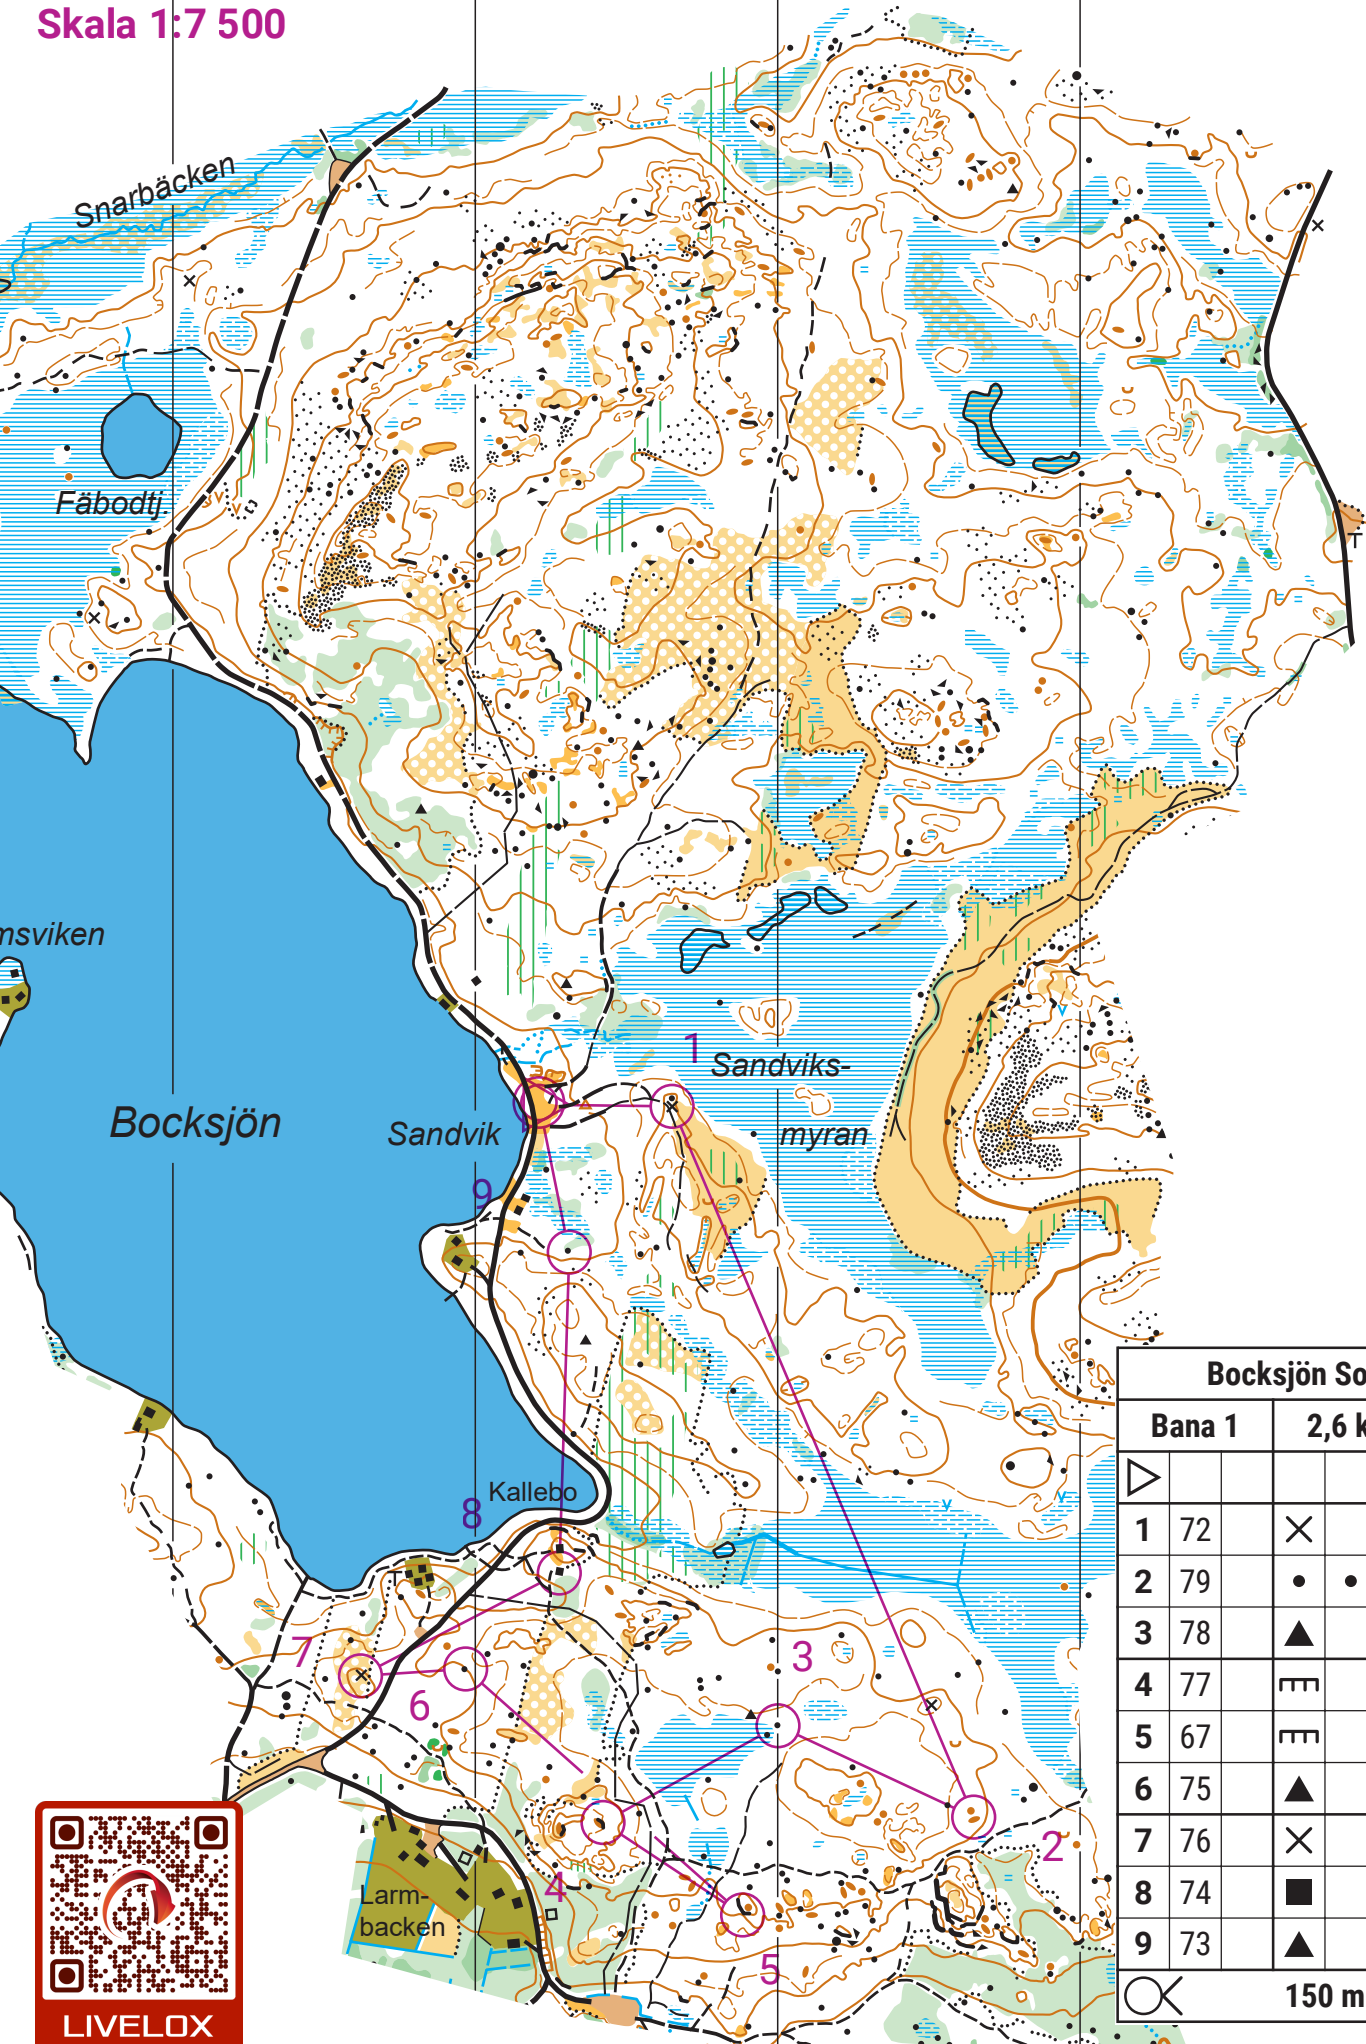 Skala 1:7 500
Snarbäcken
Fäbodtj.
T
msviken
1
Sandviks-
Bocksjön
Sandvik
myran
9
Kallebo
8
Bocksjön So
Bana 1 2,6 k
1 72
2 79
3 78
4 77
5 67
6 75
7 76
8 74
9 73
150 m
T
7
3
6
2
4
5
Larm-
backen
LIVELOX